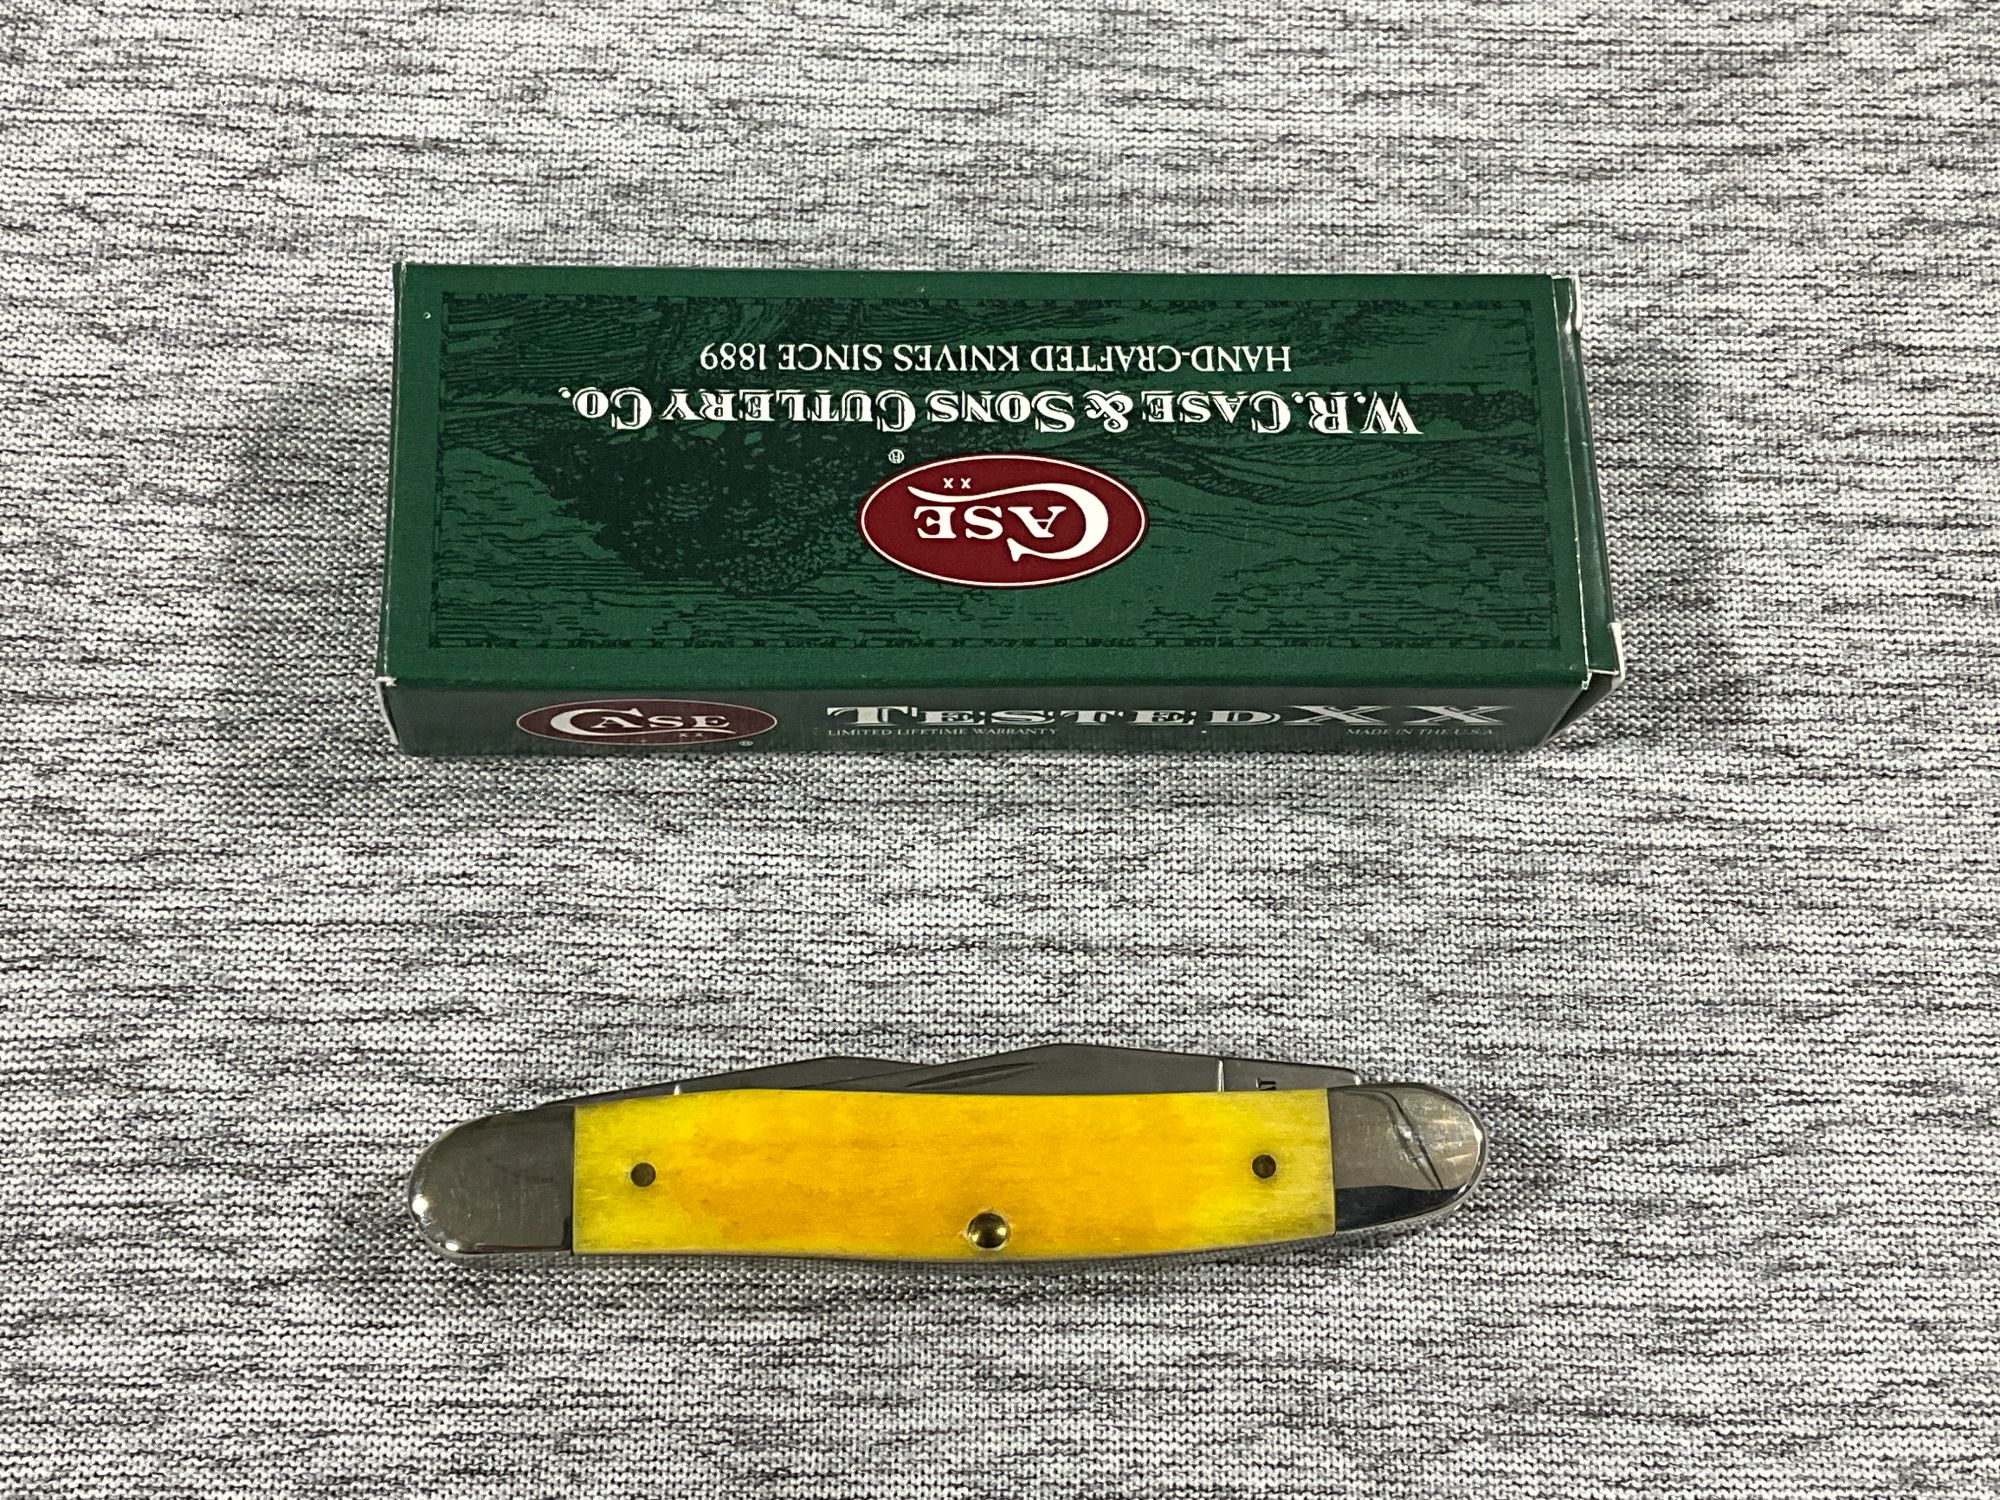 CASE
XX
®
W.R. CASE & SONS CUTLERY CO.
HAND-CRAFTED KNIVES SINCE 1889
CASE
XX
®
TESTED XX
LIMITED LIFETIME WARRANTY
MADE IN THE U.S.A